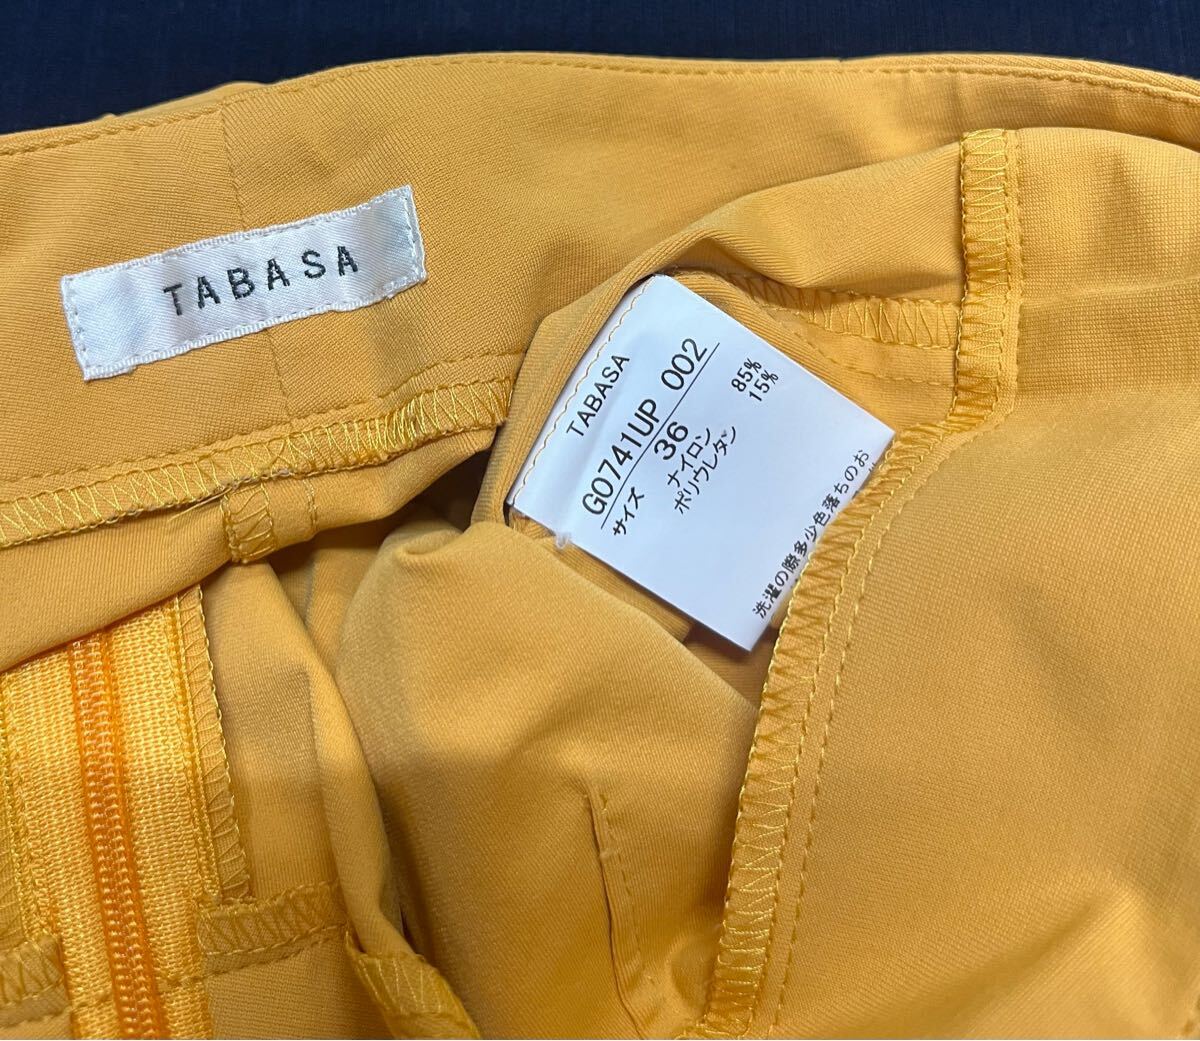 TABASA
TABASA
G0741UP 002
サイズ 36
ナイロン 85%
ポリウレタン 15%
洗濯の際多少色落ちのお